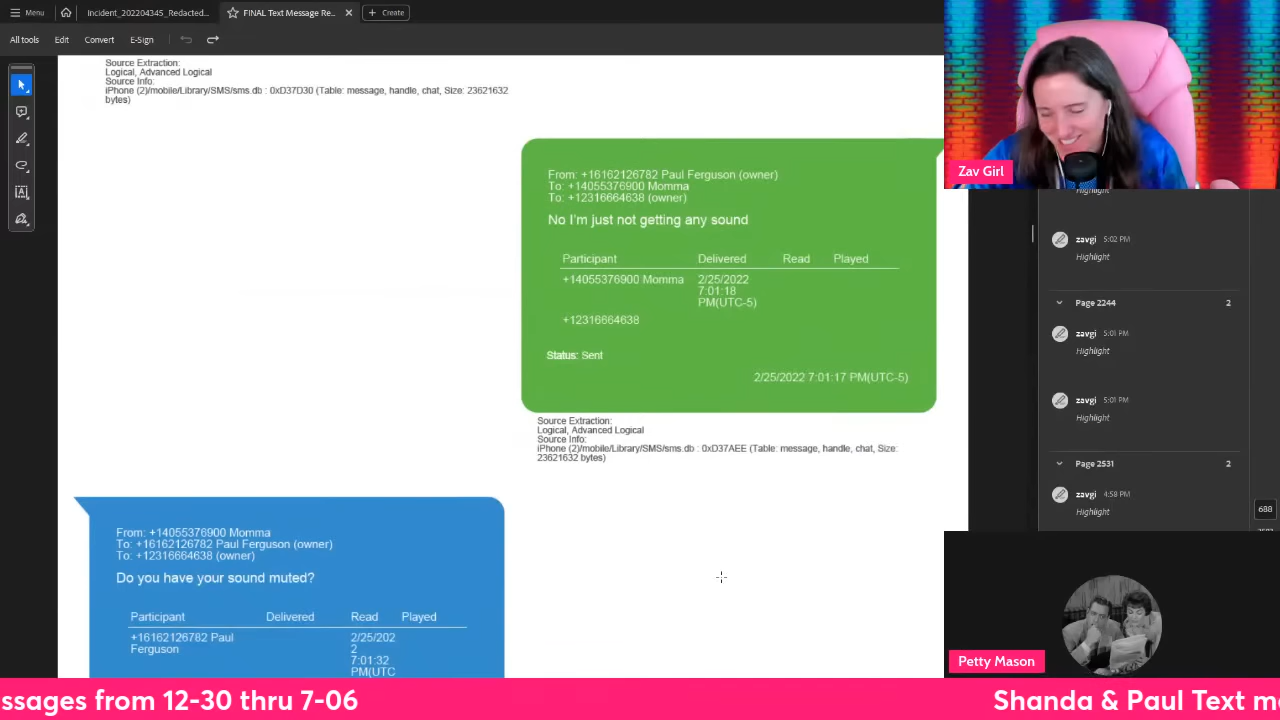 Menu
Incident_202204345_Redacted...
FINAL Text Message Re...
Create
All tools
Edit
Convert
E-Sign
Source Extraction:
Logical, Advanced Logical
Source Info:
iPhone (2)/mobile/Library/SMS/sms.db : 0xD37D30 (Table: message, handle, chat, Size: 23621632
bytes)
From: +16162126782 Paul Ferguson (owner)
To: +14055376900 Momma
To: +12316664638 (owner)
No I'm just not getting any sound
Participant Delivered Read Played
+14055376900 Momma 2/25/2022
7:01:18
PM(UTC-5)
+12316664638
Status: Sent
2/25/2022 7:01:17 PM(UTC-5)
Source Extraction:
Logical, Advanced Logical
Source Info:
iPhone (2)/mobile/Library/SMS/sms.db : 0xD37AEE (Table: message, handle, chat, Size:
23621632 bytes)
From: +14055376900 Momma
To: +16162126782 Paul Ferguson (owner)
To: +12316664638 (owner)
Do you have your sound muted?
Participant Delivered Read Played
+16162126782 Paul 2/25/202
Ferguson 2
7:01:32
PM(UTC
Zav Girl
Highlight
zavgi 5:02 PM
Highlight
Page 2244 2
zavgi 5:01 PM
Highlight
zavgi 5:01 PM
Highlight
Page 2531 2
zavgi 4:58 PM
Highlight
688
Petty Mason
ssages from 12-30 thru 7-06
Shanda & Paul Text m